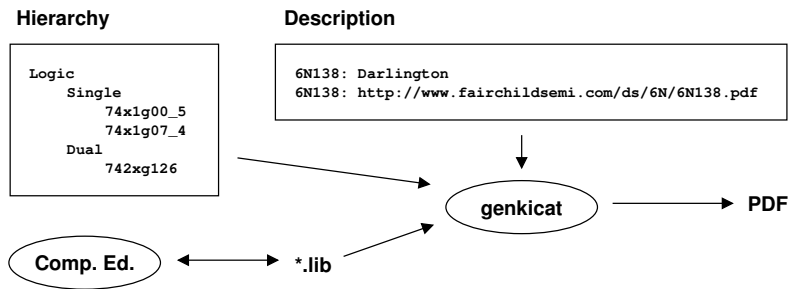 Hierarchy
Description
Logic
Single
74x1g00_5
74x1g07_4
Dual
742xg126
6N138: Darlington
6N138: http://www.fairchildsemi.com/ds/6N/6N138.pdf
genkicat
PDF
Comp. Ed.
*.lib